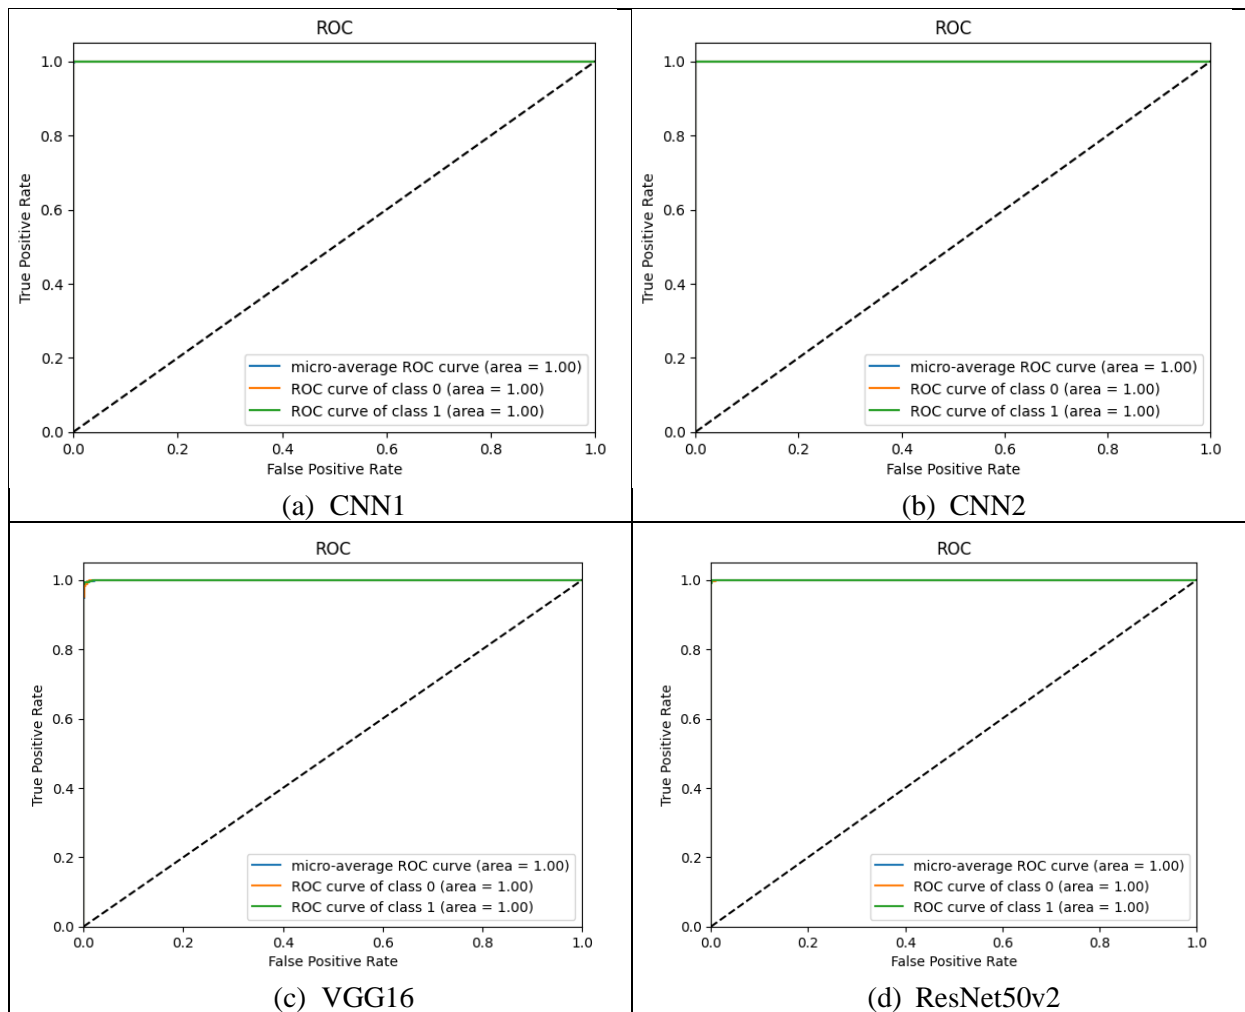 ROC
True Positive Rate
1.0
0.8
0.6
0.4
0.2
0.0
micro-average ROC curve (area = 1.00)
ROC curve of class 0 (area = 1.00)
ROC curve of class 1 (area = 1.00)
0.0 0.2 0.4 0.6 0.8 1.0
False Positive Rate
(a) CNN1
ROC
True Positive Rate
1.0
0.8
0.6
0.4
0.2
0.0
micro-average ROC curve (area = 1.00)
ROC curve of class 0 (area = 1.00)
ROC curve of class 1 (area = 1.00)
0.0 0.2 0.4 0.6 0.8 1.0
False Positive Rate
(b) CNN2
ROC
True Positive Rate
1.0
0.8
0.6
0.4
0.2
0.0
micro-average ROC curve (area = 1.00)
ROC curve of class 0 (area = 1.00)
ROC curve of class 1 (area = 1.00)
0.0 0.2 0.4 0.6 0.8 1.0
False Positive Rate
(c) VGG16
ROC
True Positive Rate
1.0
0.8
0.6
0.4
0.2
0.0
micro-average ROC curve (area = 1.00)
ROC curve of class 0 (area = 1.00)
ROC curve of class 1 (area = 1.00)
0.0 0.2 0.4 0.6 0.8 1.0
False Positive Rate
(d) ResNet50v2